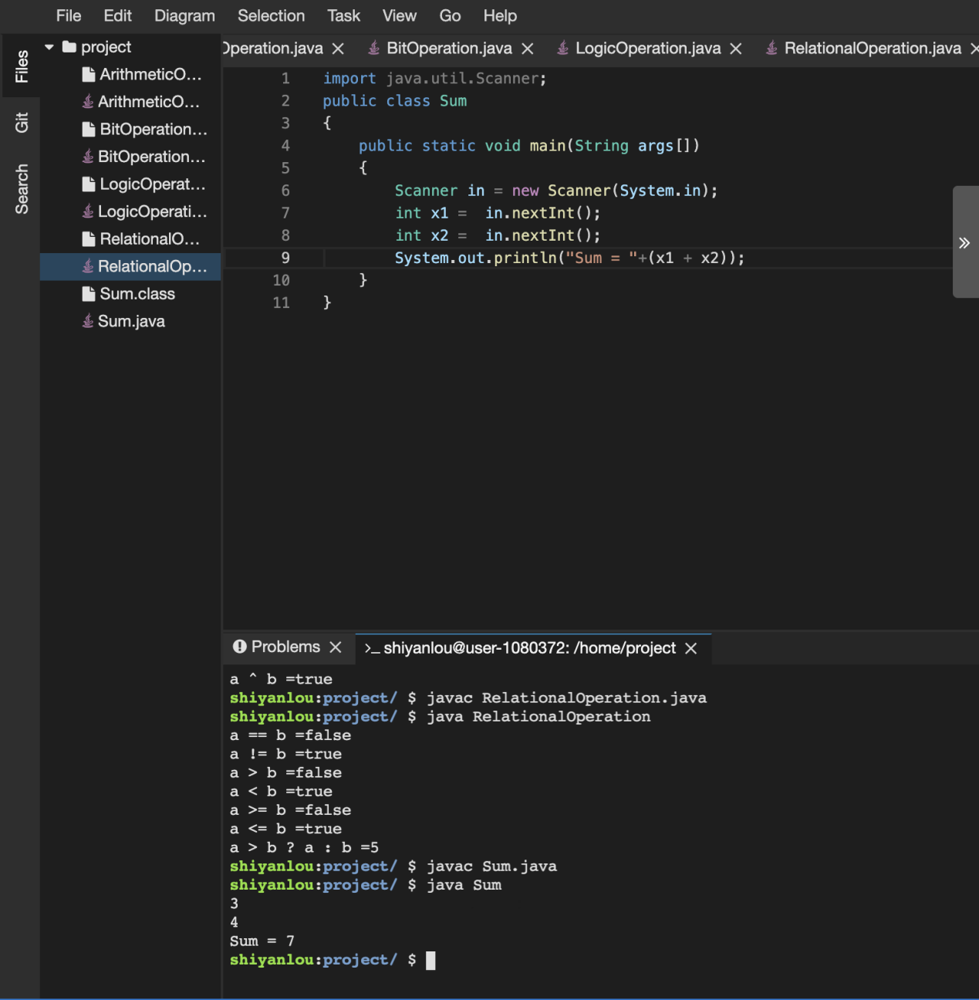 File Edit Diagram Selection Task View Go Help
Files
Git
Search
project
ArithmeticO...
ArithmeticO...
BitOperation...
BitOperation...
LogicOperat...
LogicOperati...
RelationalO...
RelationalOp...
Sum.class
Sum.java
Operation.java BitOperation.java LogicOperation.java RelationalOperation.java
1 import java.util.Scanner;
2 public class Sum
3 {
4 public static void main(String args[])
5 {
6 Scanner in = new Scanner(System.in);
7 int x1 =  in.nextInt();
8 int x2 =  in.nextInt();
9 System.out.println("Sum = "+(x1 + x2));
10 }
11 }
Problems >_ shiyanlou@user-1080372: /home/project
a ^ b =true
shiyanlou:project/ $ javac RelationalOperation.java
shiyanlou:project/ $ java RelationalOperation
a == b =false
a != b =true
a > b =false
a < b =true
a >= b =false
a <= b =true
a > b ? a : b =5
shiyanlou:project/ $ javac Sum.java
shiyanlou:project/ $ java Sum
3
4
Sum = 7
shiyanlou:project/ $